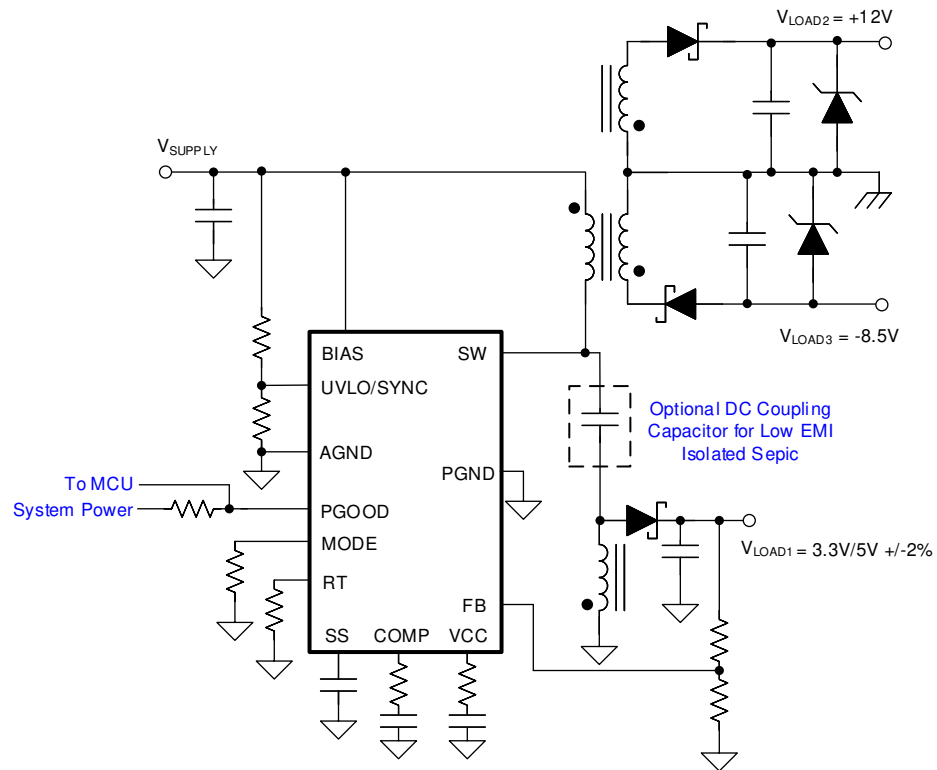 VLOAD2 = +12V
VSUPPLY
VLOAD3 = -8.5V
BIAS
SW
UVLO/SYNC
Optional DC Coupling
Capacitor for Low EMI
Isolated Sepic
AGND
PGND
To MCU
System Power
PGOOD
VLOAD1 = 3.3V/5V +/-2%
MODE
RT
FB
SS
COMP
VCC